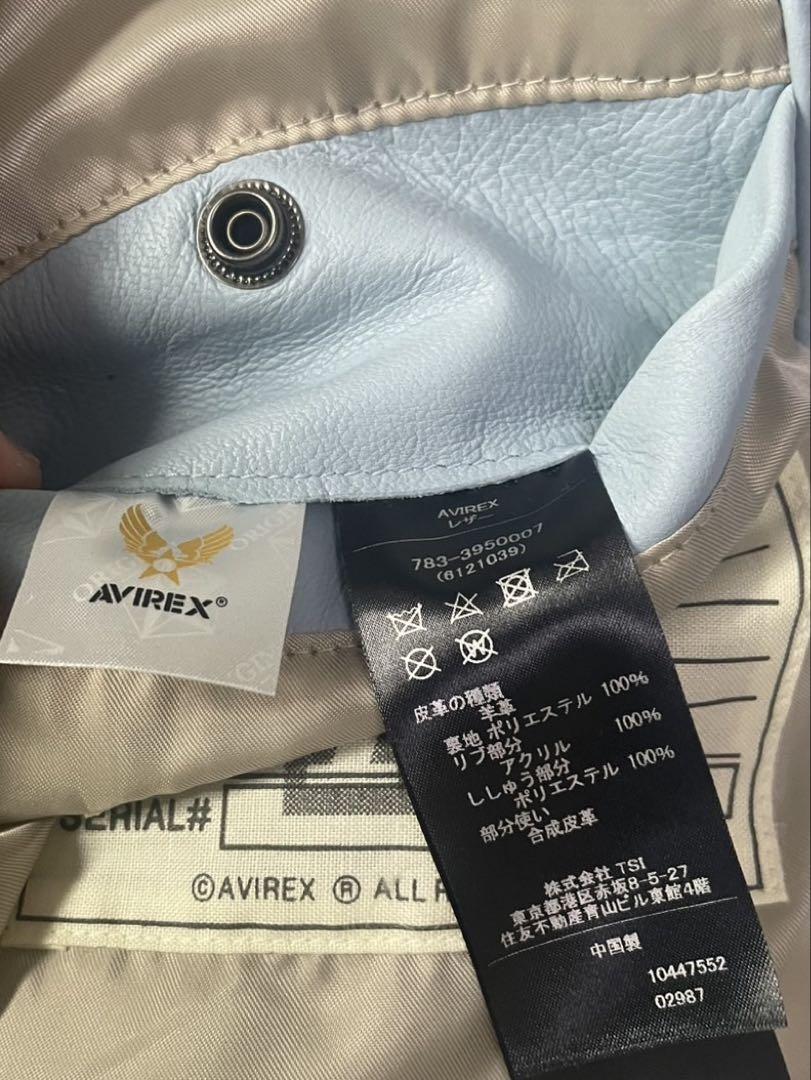 AVIREX
レザー
783-3950007
(6121039)
皮革の種類
羊革
裏地 ポリエステル 100%
リブ部分
アクリル 100%
ししゅう部分
ポリエステル 100%
部分使い
合成皮革
株式会社 TSI
東京都港区赤坂8-5-27
住友不動産青山ビル東館4階
中国製
10447552
02987
AVIREX®
SERIAL#
©AVIREX ® ALL